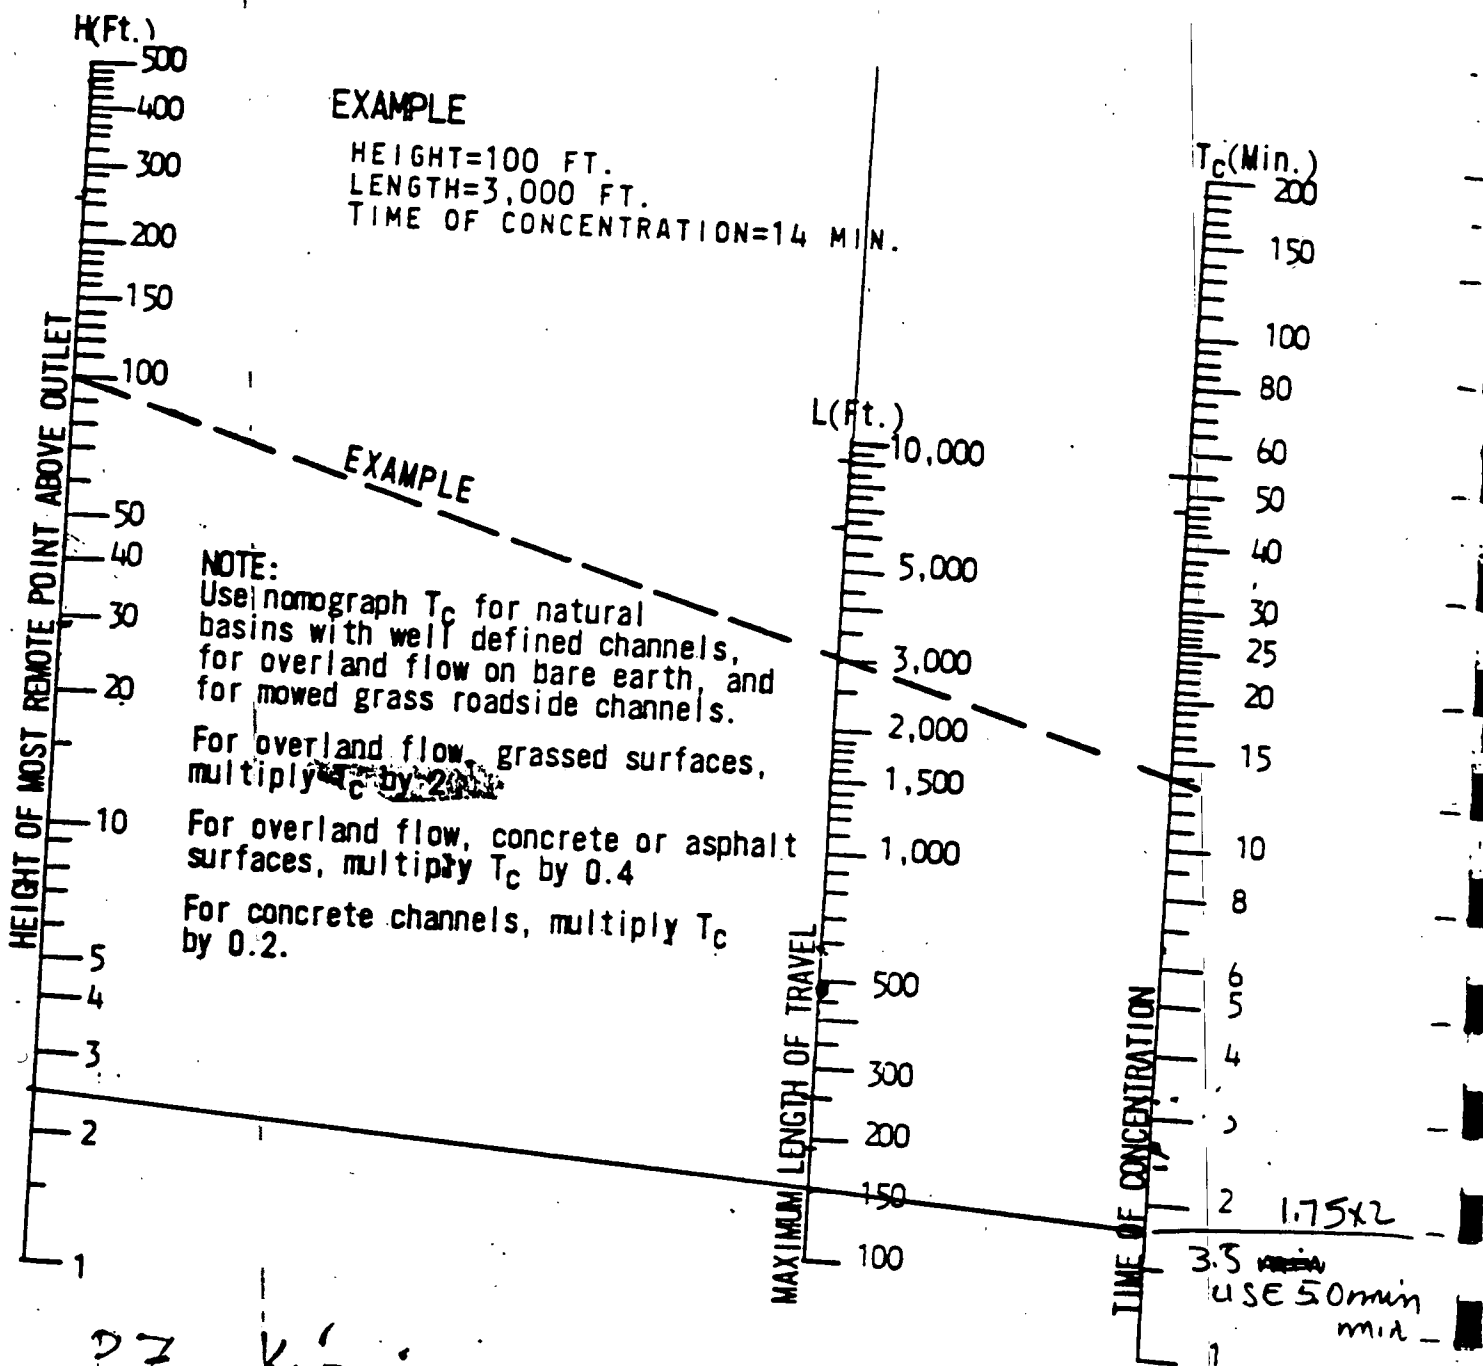 H(Ft.)
500
400
300
200
150
100
50
40
30
20
10
5
4
3
2
1
HEIGHT OF MOST REMOTE POINT ABOVE OUTLET
EXAMPLE
HEIGHT=100 FT.
LENGTH=3,000 FT.
TIME OF CONCENTRATION=14 MIN.
EXAMPLE
NOTE:
Use nomograph Tc for natural
basins with well defined channels,
for overland flow on bare earth, and
for mowed grass roadside channels.
For overland flow, grassed surfaces,
multiply Tc by 2
For overland flow, concrete or asphalt
surfaces, multiply Tc by 0.4
For concrete channels, multiply Tc
by 0.2.
L(Ft.)
10,000
5,000
3,000
2,000
1,500
1,000
500
300
200
150
100
MAXIMUM LENGTH OF TRAVEL
Tc(Min.)
200
150
100
80
60
50
40
30
25
20
15
10
8
6
5
4
2
1
TIME OF CONCENTRATION
1.75x2
3.5
USE 5.0min